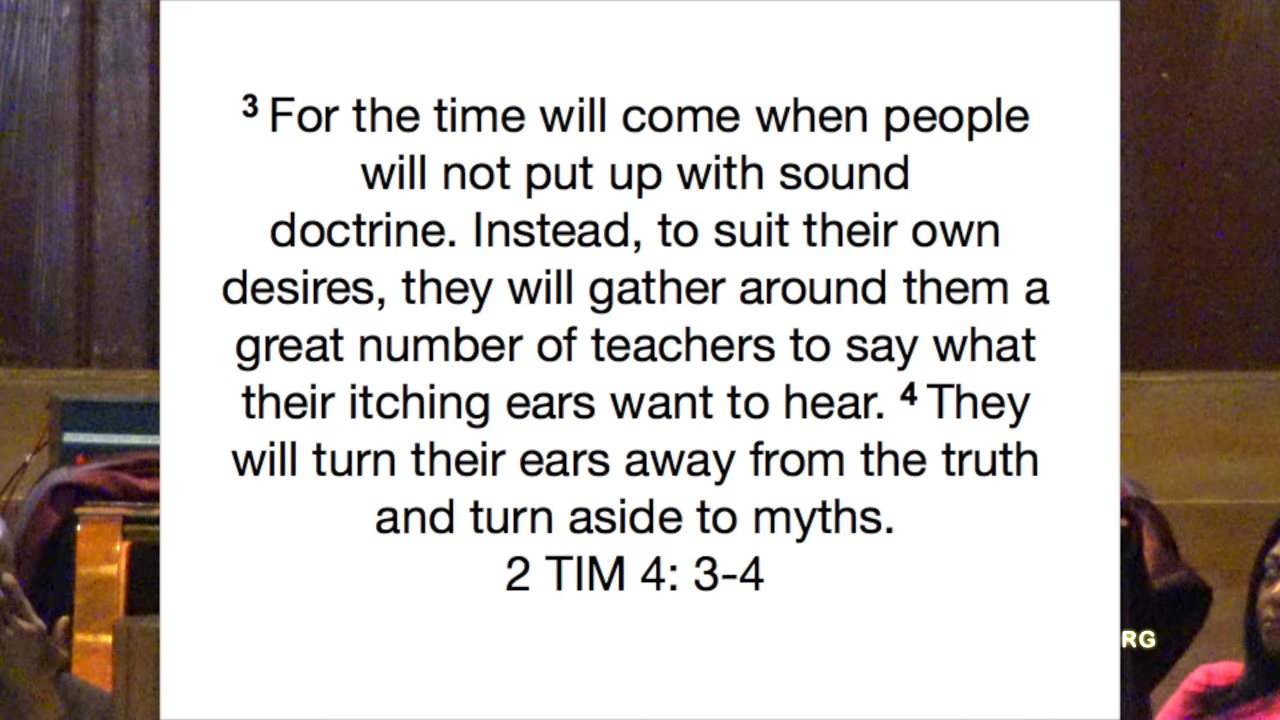 ³ For the time will come when people
will not put up with sound
doctrine. Instead, to suit their own
desires, they will gather around them a
great number of teachers to say what
their itching ears want to hear. ⁴ They
will turn their ears away from the truth
and turn aside to myths.
2 TIM 4: 3-4
RG